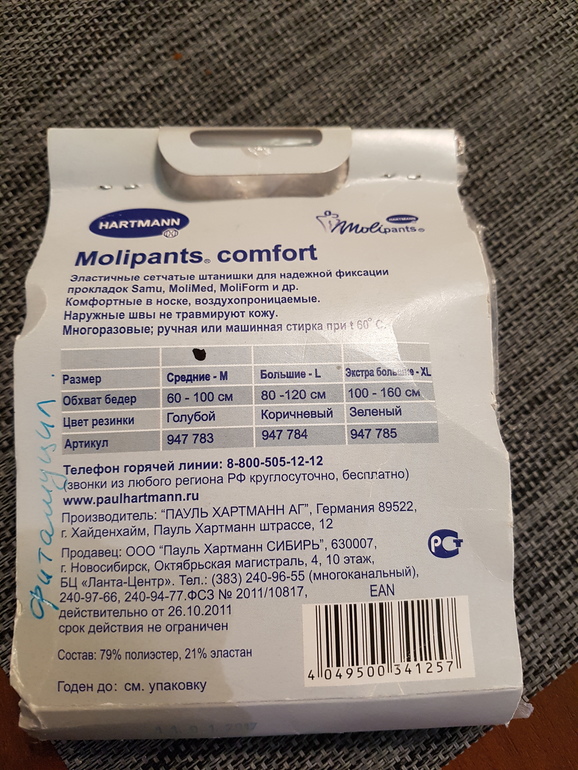 HARTMANN
Molipants
Molipants® comfort
Эластичные сетчатые штанишки для надежной фиксации
прокладок Samu, MoliMed, MoliForm и др.
Комфортные в носке, воздухопроницаемые.
Наружные швы не травмируют кожу.
Многоразовые; ручная или машинная стирка при t 60° C.
Размер Средние - M Большие - L Экстра большие - XL
Обхват бедер 60 - 100 см 80 -120 см 100 - 160 см
Цвет резинки Голубой Коричневый Зеленый
Артикул 947 783 947 784 947 785
Телефон горячей линии: 8-800-505-12-12
(звонки из любого региона РФ круглосуточно, бесплатно)
www.paulhartmann.ru
Производитель: "ПАУЛЬ ХАРТМАНН АГ", Германия 89522,
г. Хайденхайм, Пауль Хартманн штрассе, 12
Продавец: ООО "Пауль Хартманн СИБИРЬ", 630007,
г. Новосибирск, Октябрьская магистраль, 4, 10 этаж,
БЦ «Ланта-Центр». Тел.: (383) 240-96-55 (многоканальный),
240-97-66, 240-94-77.ФСЗ № 2011/10817,
действительно от 26.10.2011
срок действия не ограничен
РСТ
EAN
4 049500 341257
Состав: 79% полиэстер, 21% эластан
Годен до: см. упаковку